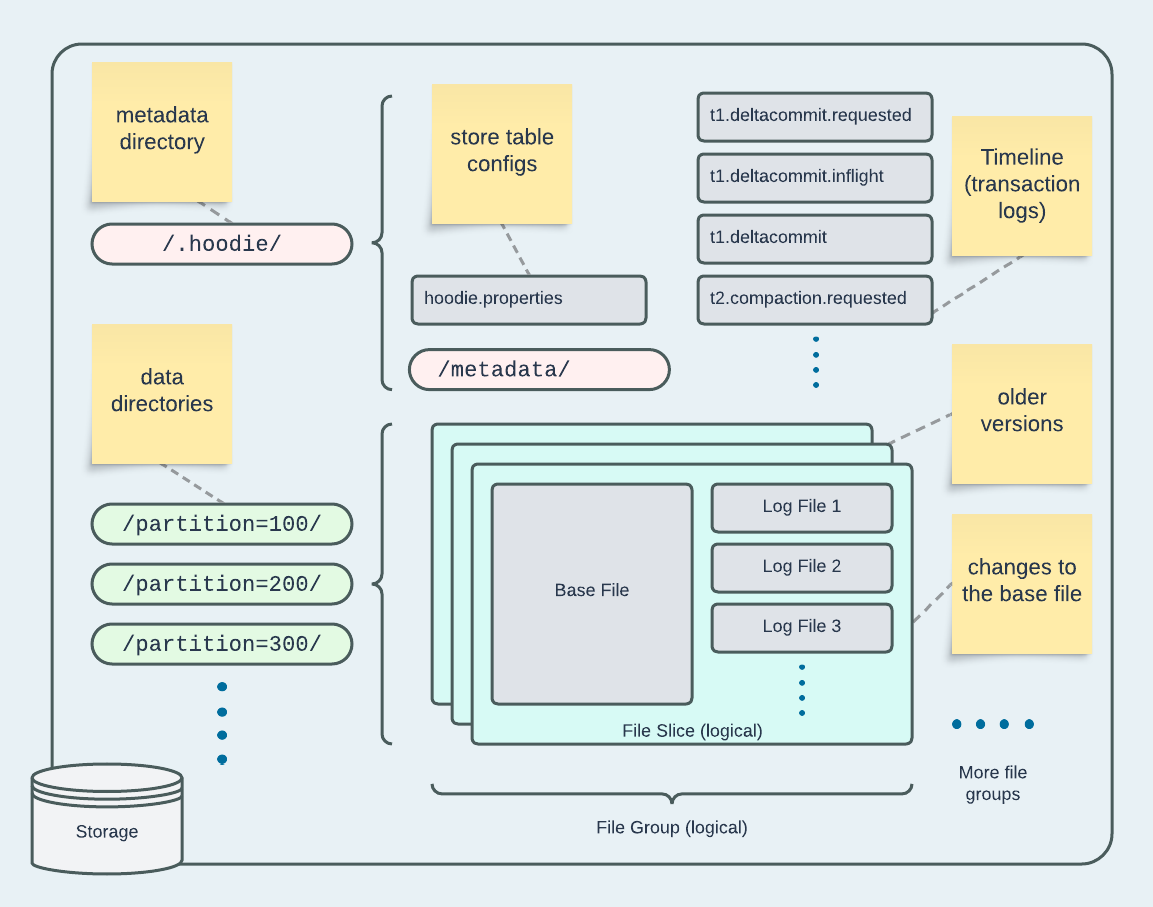 metadata
directory
/.hoodie/
store table
configs
hoodie.properties
/metadata/
t1.deltacommit.requested
t1.deltacommit.inflight
t1.deltacommit
t2.compaction.requested
Timeline
(transaction
logs)
data
directories
/partition=100/
/partition=200/
/partition=300/
Base File
Log File 1
Log File 2
Log File 3
File Slice (logical)
older
versions
changes to
the base file
More file
groups
File Group (logical)
Storage